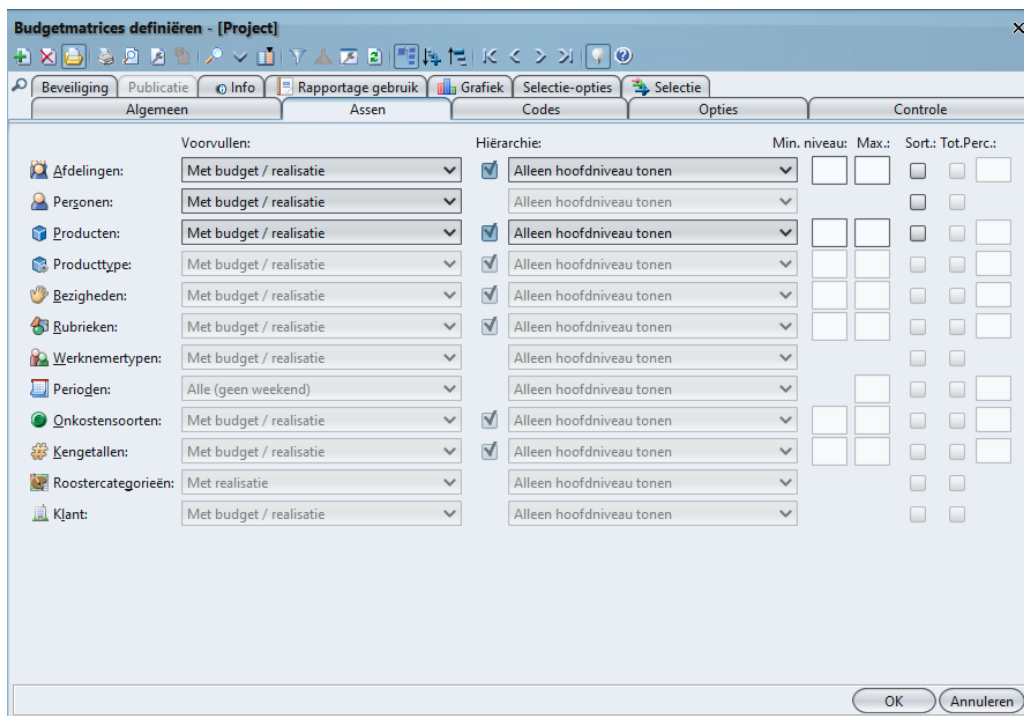 Budgetmatrices definiëren - [Project]
Beveiliging Publicatie Info Rapportage gebruik Grafiek Selectie-opties Selectie
Algemeen Assen Codes Opties Controle
Voorvullen: Hiërarchie: Min. niveau: Max.: Sort.: Tot.Perc.:
Afdelingen: Met budget / realisatie Alleen hoofdniveau tonen
Personen: Met budget / realisatie Alleen hoofdniveau tonen
Producten: Met budget / realisatie Alleen hoofdniveau tonen
Producttype: Met budget / realisatie Alleen hoofdniveau tonen
Bezigheden: Met budget / realisatie Alleen hoofdniveau tonen
Rubrieken: Met budget / realisatie Alleen hoofdniveau tonen
Werknemertypen: Met budget / realisatie Alleen hoofdniveau tonen
Perioden: Alle (geen weekend) Alleen hoofdniveau tonen
Onkostensoorten: Met budget / realisatie Alleen hoofdniveau tonen
Kengetallen: Met budget / realisatie Alleen hoofdniveau tonen
Roostercategorieën: Met realisatie Alleen hoofdniveau tonen
Klant: Met budget / realisatie Alleen hoofdniveau tonen
OK Annuleren